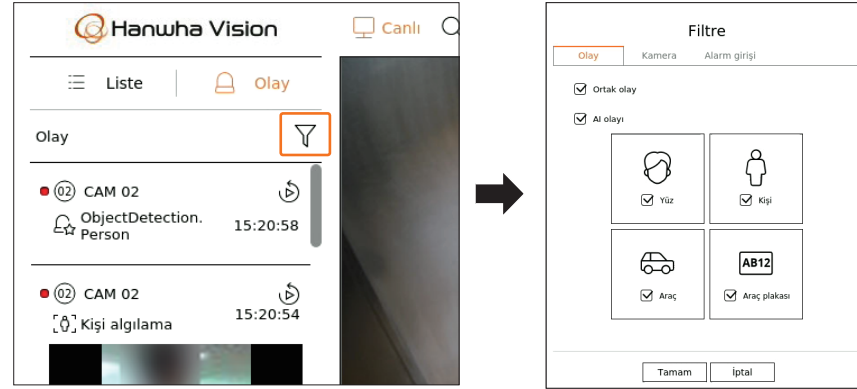 Hanwha Vision
Canlı
Liste
Olay
Olay
02 CAM 02
ObjectDetection.
Person
15:20:58
02 CAM 02
Kişi algılama
15:20:54
Filtre
Olay Kamera Alarm girişi
Ortak olay
AI olayı
Yüz
Kişi
AB12
Araç
Araç plakası
Tamam
İptal